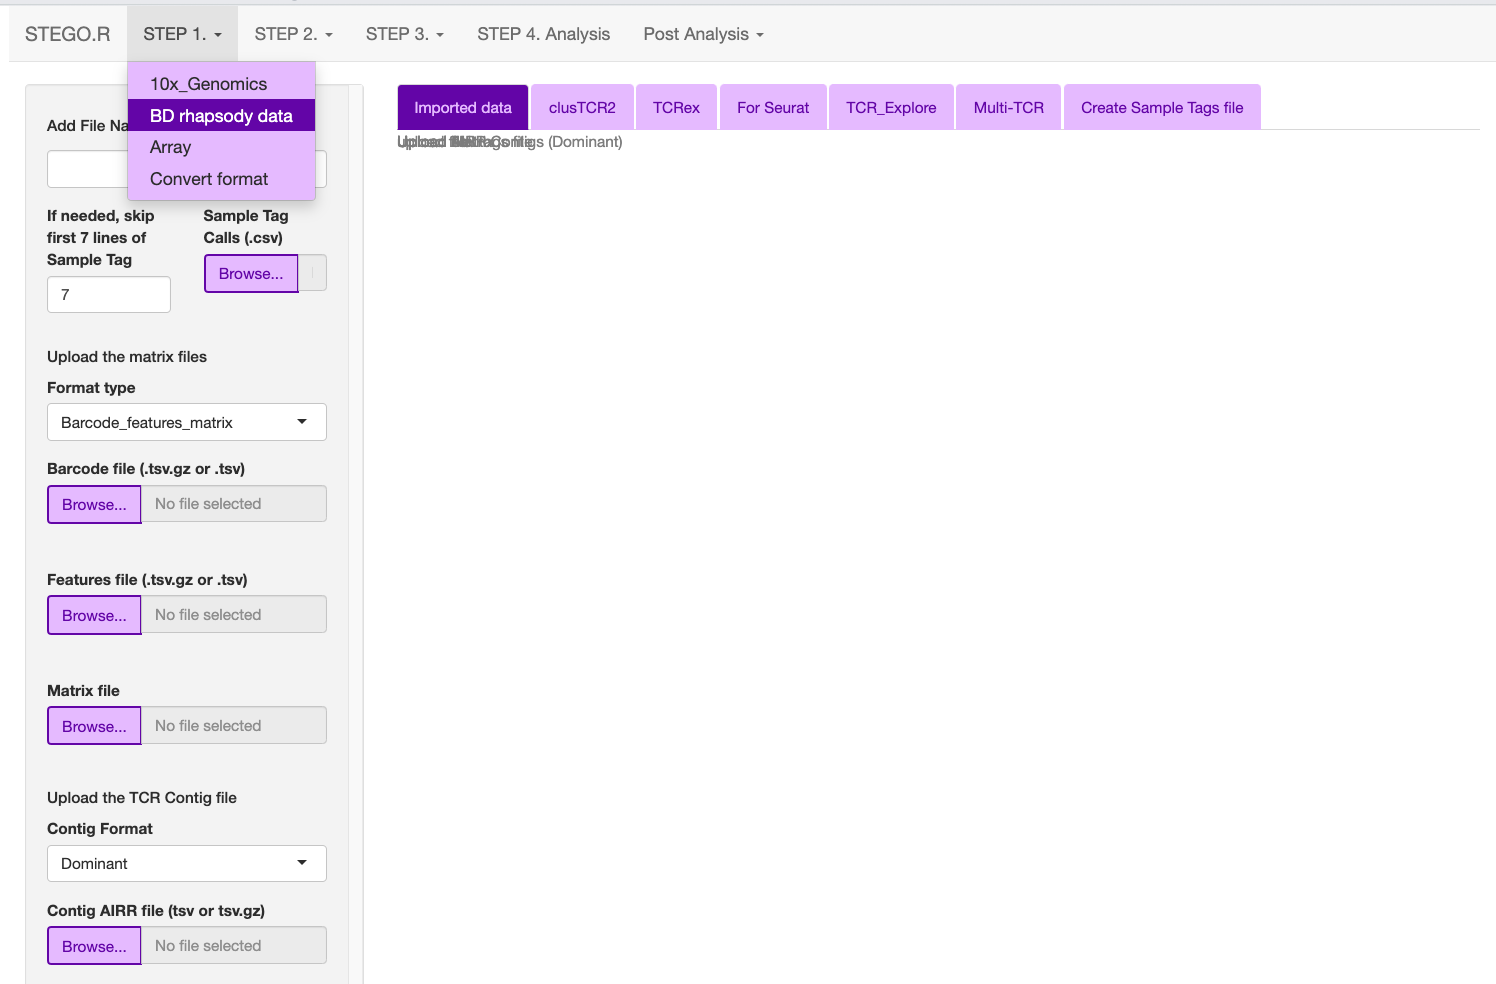 STEGO.R STEP 1. STEP 2. STEP 3. STEP 4. Analysis Post Analysis
10x_Genomics
BD rhapsody data
Array
Convert format
Add File Na
If needed, skip
first 7 lines of
Sample Tag
7
Sample Tag
Calls (.csv)
Browse...
Upload the matrix files
Format type
Barcode_features_matrix
Barcode file (.tsv.gz or .tsv)
Browse... No file selected
Features file (.tsv.gz or .tsv)
Browse... No file selected
Matrix file
Browse... No file selected
Upload the TCR Contig file
Contig Format
Dominant
Contig AIRR file (tsv or tsv.gz)
Browse... No file selected
Imported data clusTCR2 TCRex For Seurat TCR_Explore Multi-TCR Create Sample Tags file
(Dominant)